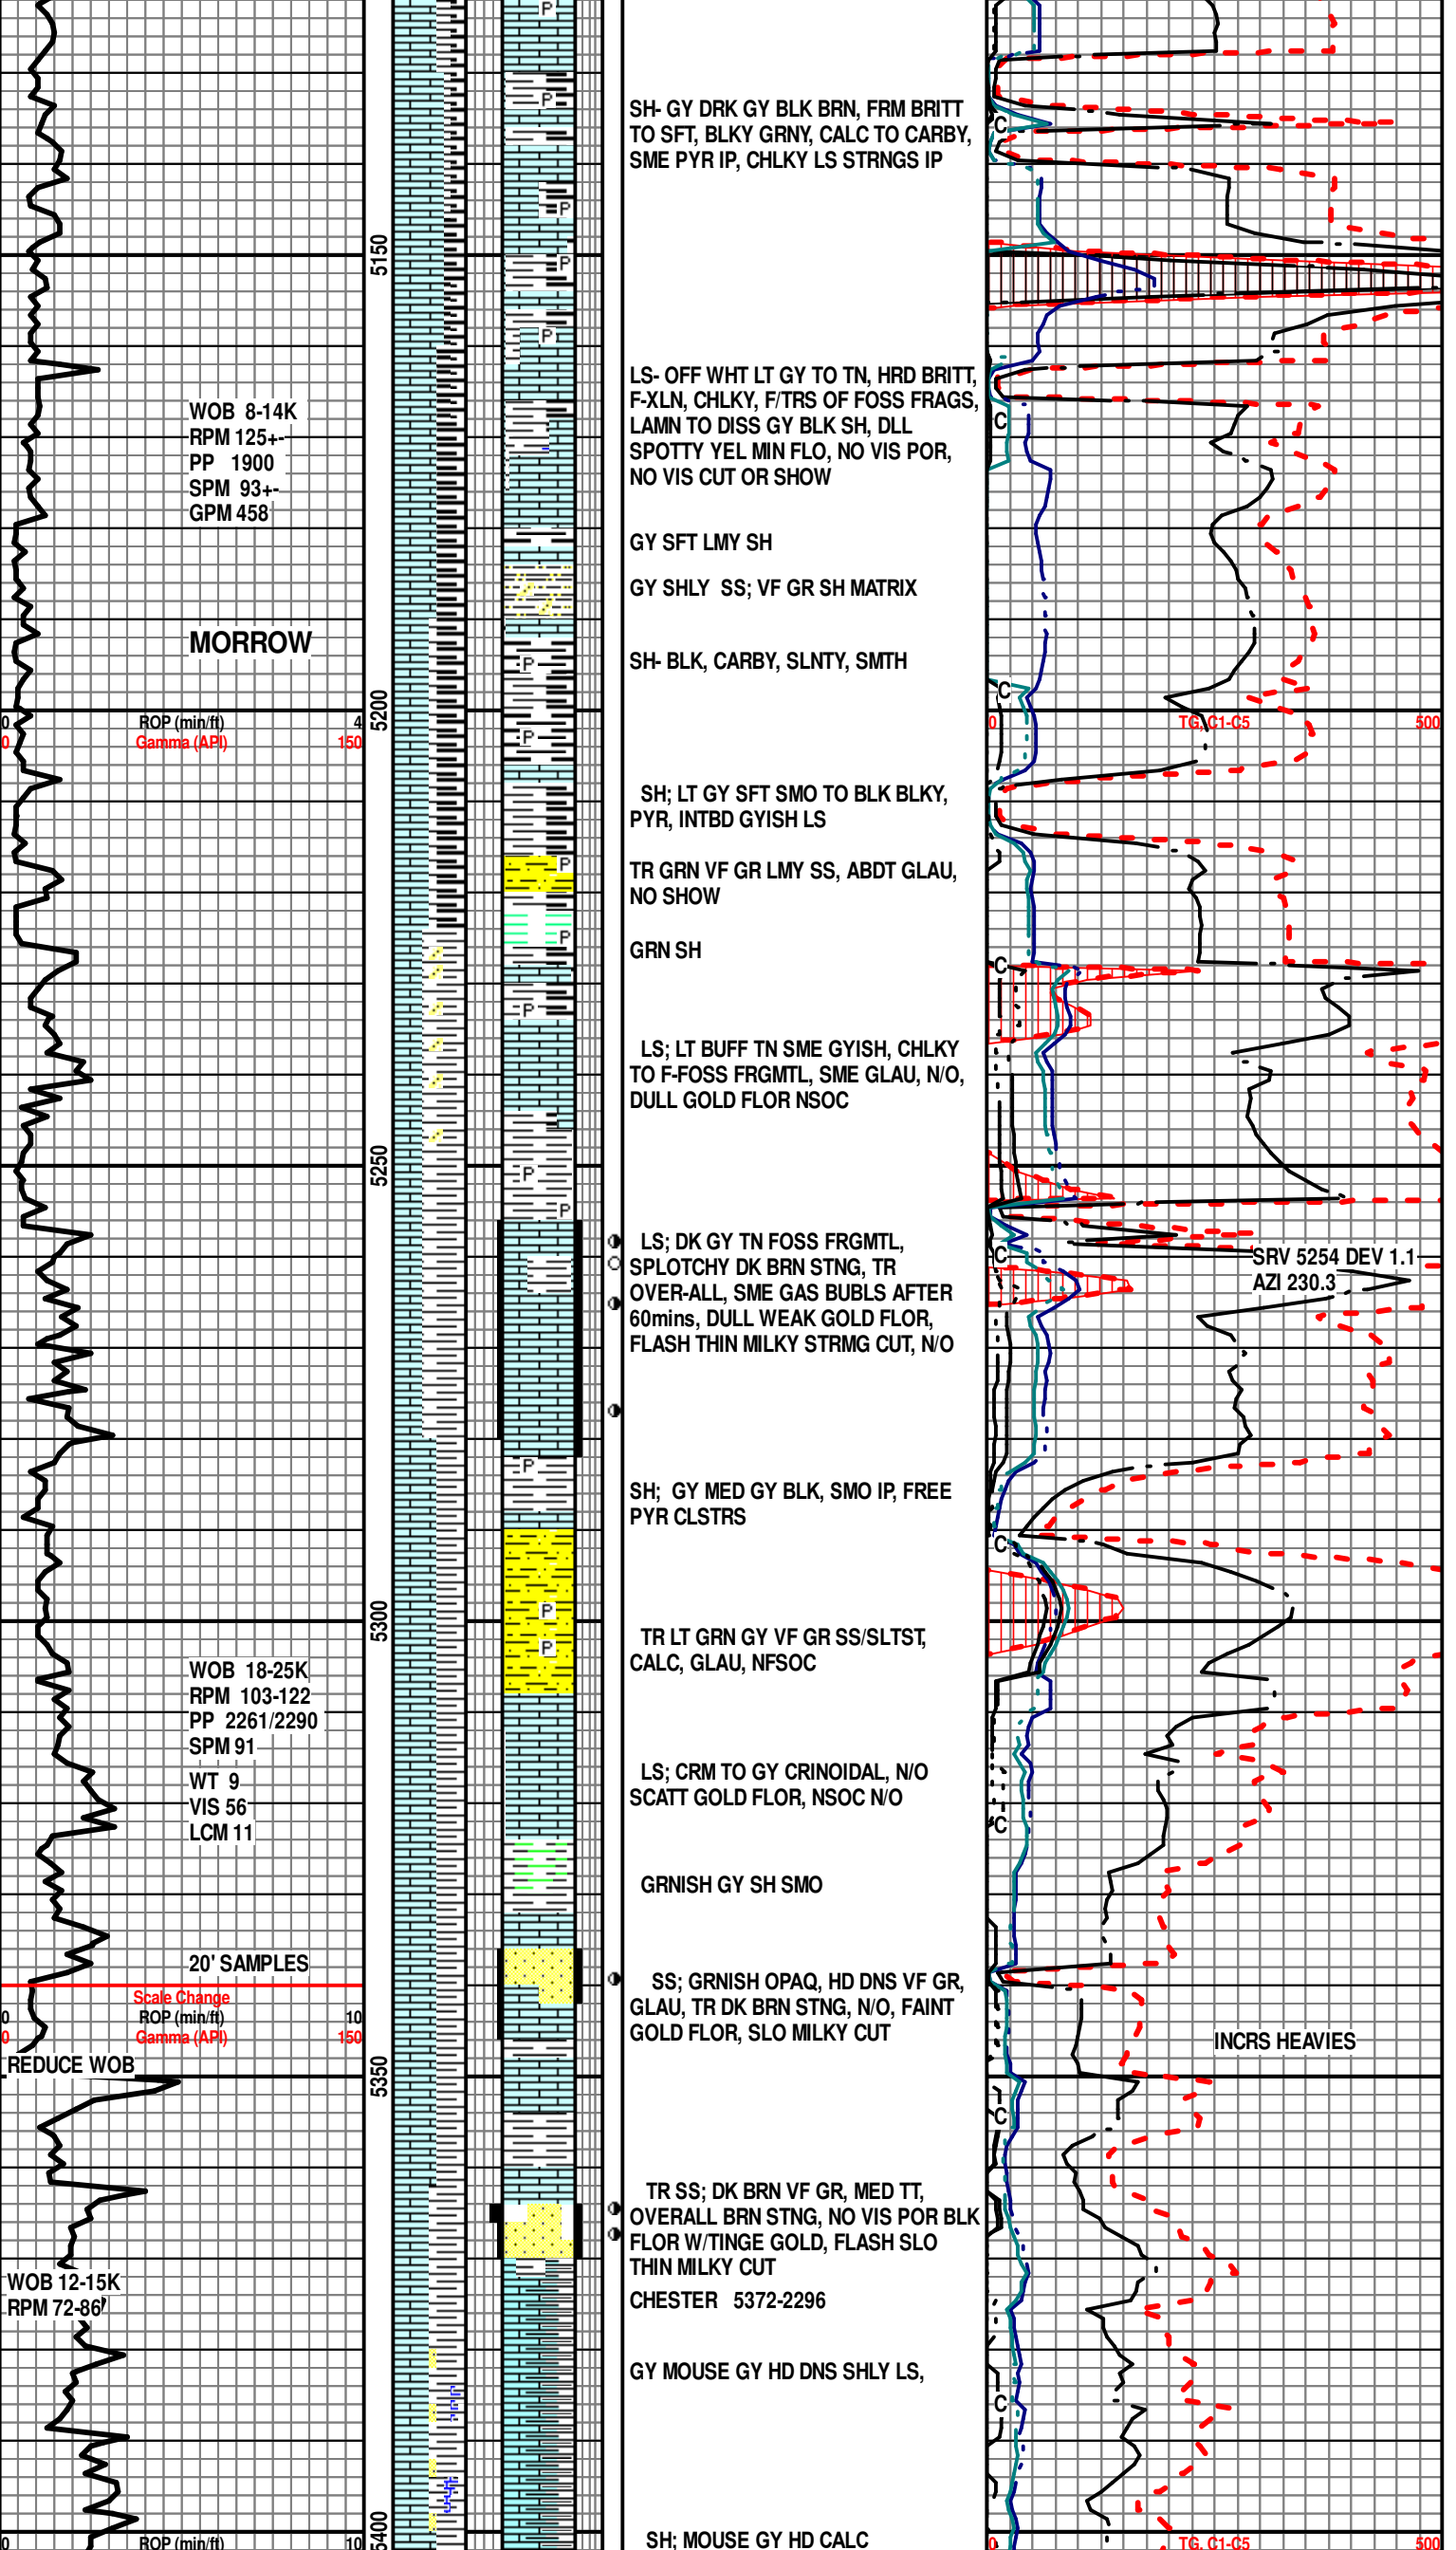 P
P
SH- GY DRK GY BLK BRN, FRM BRITT
TO SFT, BLKY GRNY, CALC TO CARBY,
SME PYR IP, CHLKY LS STRNGS IP
C
P
5150
P
P
LS- OFF WHT LT GY TO TN, HRD BRITT,
F-XLN, CHLKY, F/TRS OF FOSS FRAGS,
LAMN TO DISS GY BLK SH, DLL
SPOTTY YEL MIN FLO, NO VIS POR,
NO VIS CUT OR SHOW
C
WOB 8-14K
RPM 125+-
PP 1900
SPM 93+-
GPM 458
GY SFT LMY SH
GY SHLY SS; VF GR SH MATRIX
MORROW
P
SH- BLK, CARBY, SLNTY, SMTH
C
0 ROP (min/ft) 4
0 Gamma (API) 150
5200
P
0 TG, C1-C5 500
SH; LT GY SFT SMO TO BLK BLKY,
PYR, INTBD GYISH LS
P
TR GRN VF GR LMY SS, ABDT GLAU,
NO SHOW
P
GRN SH
C
P
LS; LT BUFF TN SME GYISH, CHLKY
TO F-FOSS FRGMTL, SME GLAU, N/O,
DULL GOLD FLOR NSOC
5250
P
P
LS; DK GY TN FOSS FRGMTL,
SPLOTCHY DK BRN STNG, TR
OVER-ALL, SME GAS BUBLS AFTER
60mins, DULL WEAK GOLD FLOR,
FLASH THIN MILKY STRMG CUT, N/O
C
SRV 5254 DEV 1.1
AZI 230.3
P
SH; GY MED GY BLK, SMO IP, FREE
PYR CLSTRS
C
5300
P
P
TR LT GRN GY VF GR SS/SLTST,
CALC, GLAU, NFSOC
WOB 18-25K
RPM 103-122
PP 2261/2290
SPM 91
WT 9
VIS 56
LCM 11
LS; CRM TO GY CRINOIDAL, N/O
SCATT GOLD FLOR, NSOC N/O
C
GRNISH GY SH SMO
20' SAMPLES
SS; GRNISH OPAQ, HD DNS VF GR,
GLAU, TR DK BRN STNG, N/O, FAINT
GOLD FLOR, SLO MILKY CUT
Scale Change
0 ROP (min/ft) 10
0 Gamma (API) 150
INCRS HEAVIES
REDUCE WOB
5350
C
TR SS; DK BRN VF GR, MED TT,
OVERALL BRN STNG, NO VIS POR BLK
FLOR W/TINGE GOLD, FLASH SLO
THIN MILKY CUT
WOB 12-15K
RPM 72-86
CHESTER 5372-2296
GY MOUSE GY HD DNS SHLY LS,
C
5400
SH; MOUSE GY HD CALC
0 ROP (min/ft) 10
0 TG, C1-C5 500